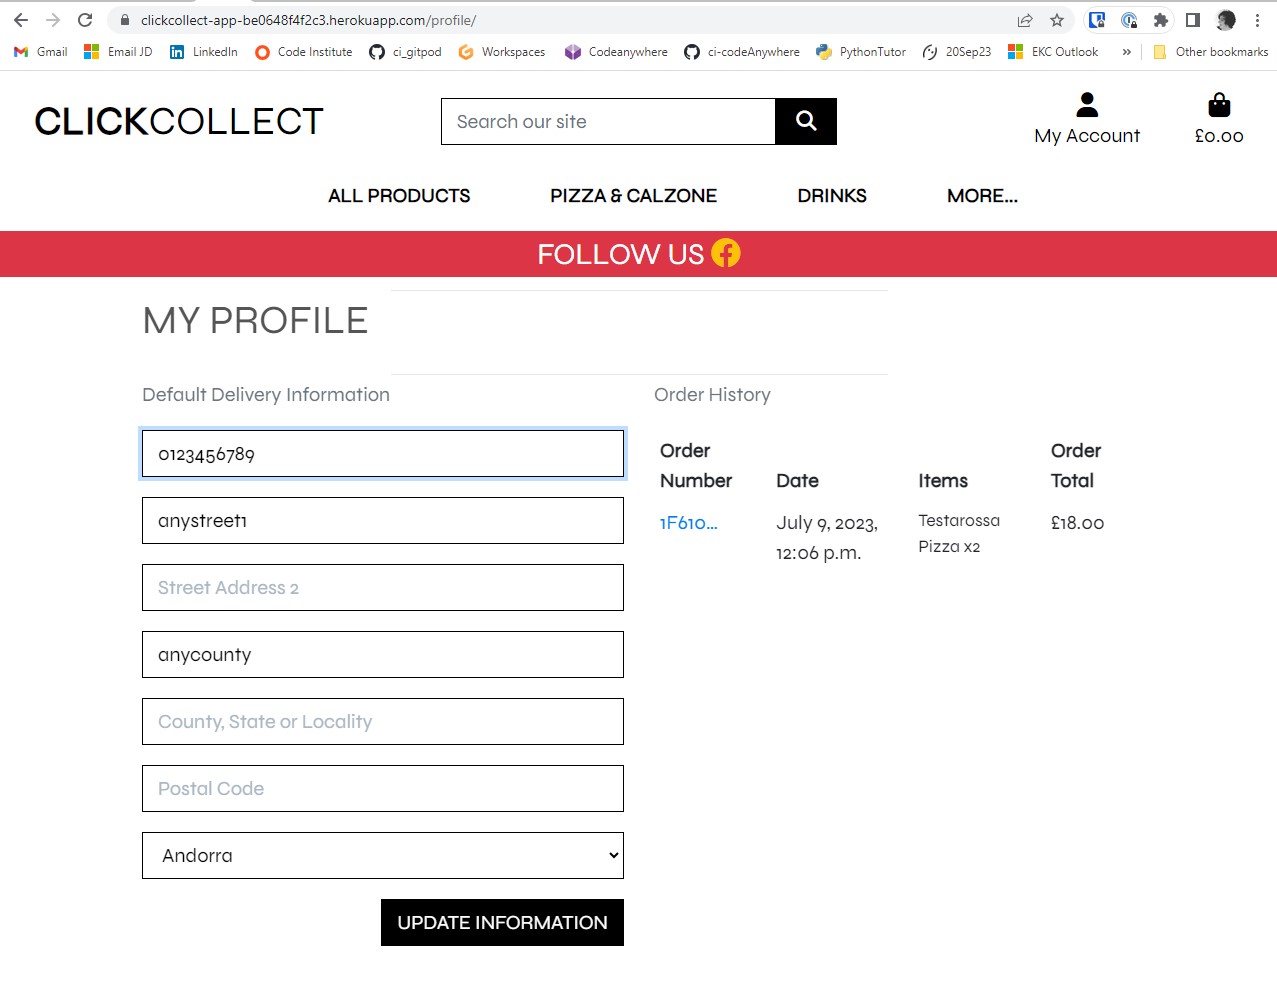 clickcollect-app-be0648f4f2c3.herokuapp.com/profile/
Gmail Email JD LinkedIn Code Institute ci_gitpod Workspaces Codeanywhere ci-codeAnywhere PythonTutor 20Sep23 EKC Outlook » Other bookmarks
CLICKCOLLECT
Search our site
My Account
£0.00
ALL PRODUCTS PIZZA & CALZONE DRINKS MORE...
FOLLOW US
MY PROFILE
Default Delivery Information
0123456789
anystreet1
Street Address 2
anycounty
County, State or Locality
Postal Code
Andorra
UPDATE INFORMATION
Order History
Order Number Date Items Order Total
1F610... July 9, 2023, 12:06 p.m. Testarossa Pizza x2 £18.00